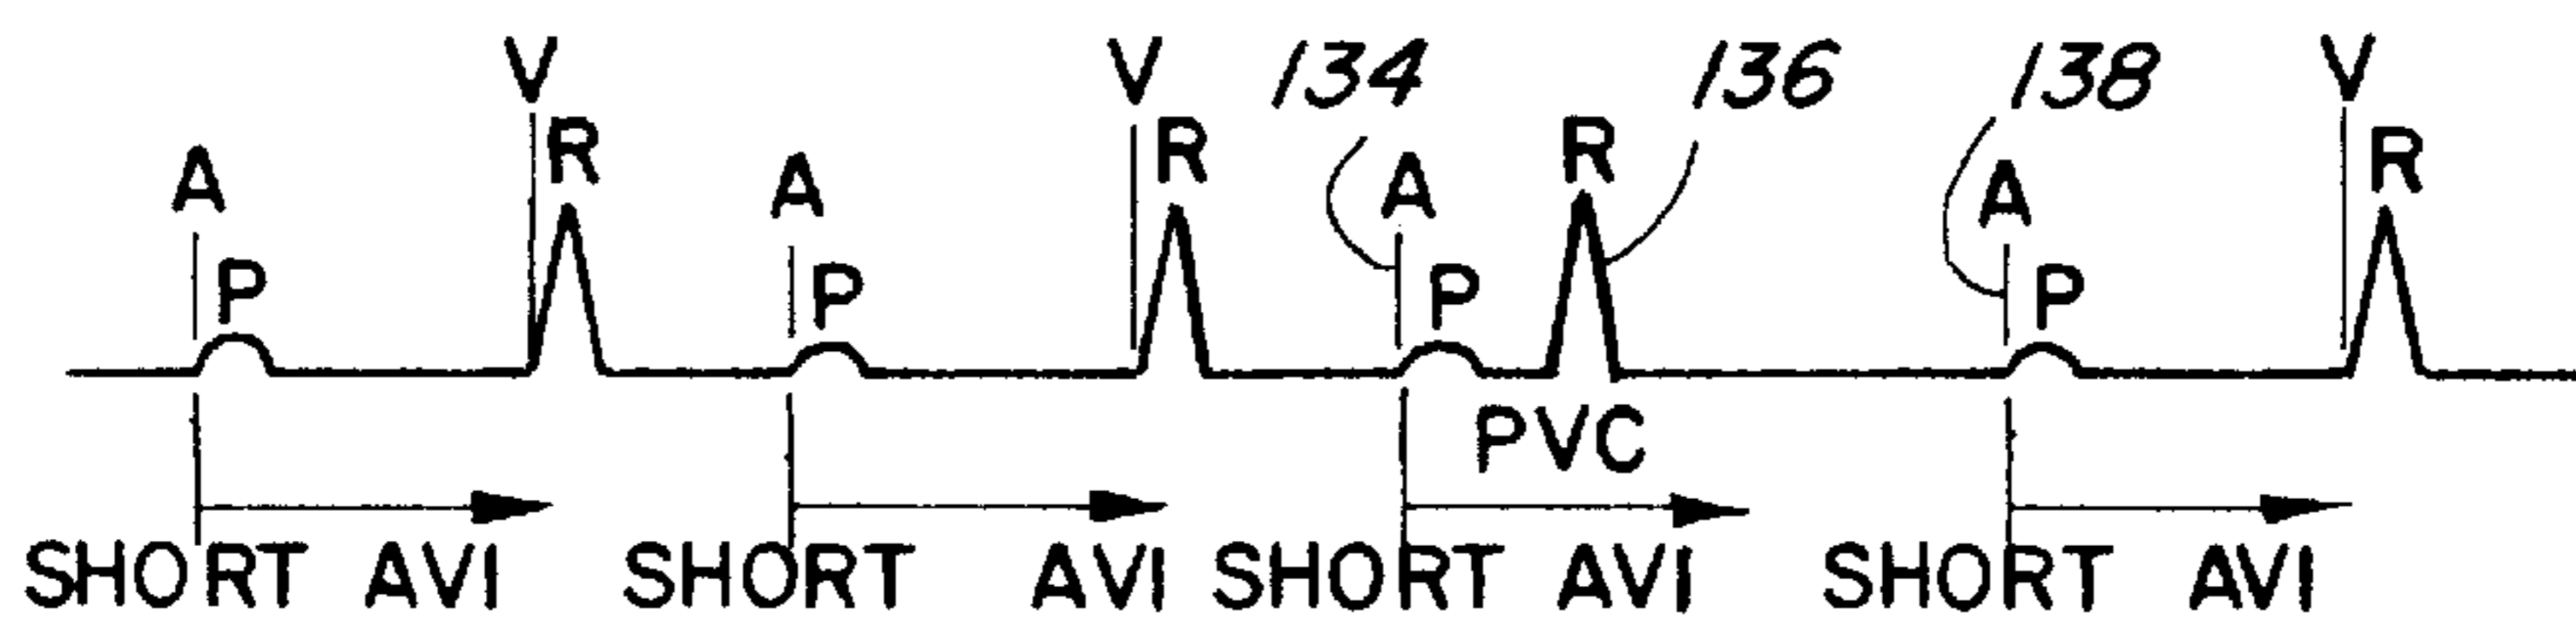 V V 134 136 138 V
A R A R A R A R
P P P P
PVC
SHORT AVI SHORT AVI SHORT AVI SHORT AVI